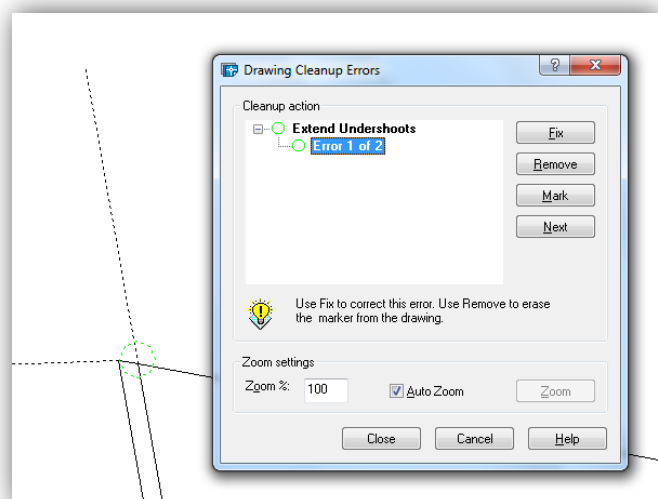 Drawing Cleanup Errors
Cleanup action
Extend Undershoots
Error 1 of 2
Fix
Remove
Mark
Next
Use Fix to correct this error. Use Remove to erase
the marker from the drawing.
Zoom settings
Zoom %: 100 Auto Zoom Zoom
Close Cancel Help